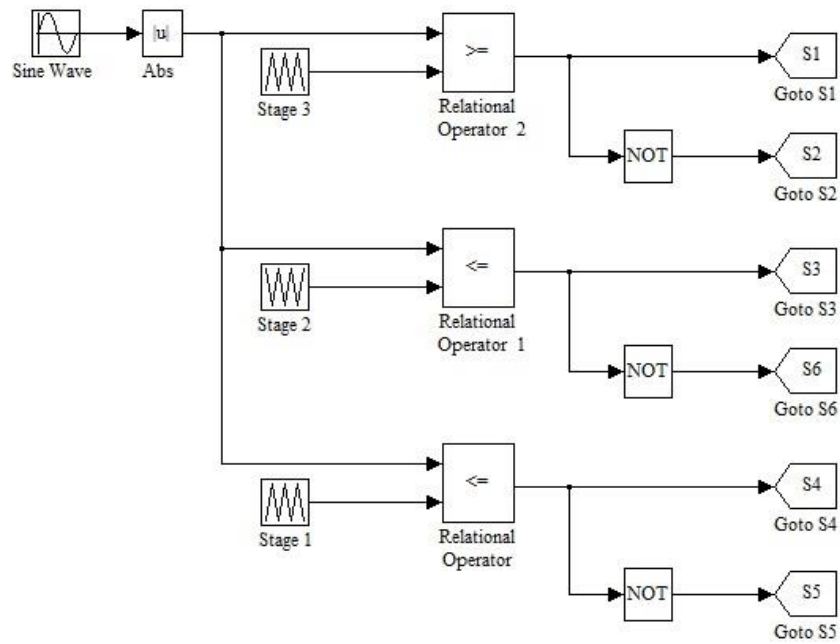 Sine Wave
|u|
Abs
Stage 3
>=
Relational
Operator 2
S1
Goto S1
NOT
S2
Goto S2
Stage 2
<=
Relational
Operator 1
S3
Goto S3
NOT
S6
Goto S6
Stage 1
<=
Relational
Operator
S4
Goto S4
NOT
S5
Goto S5